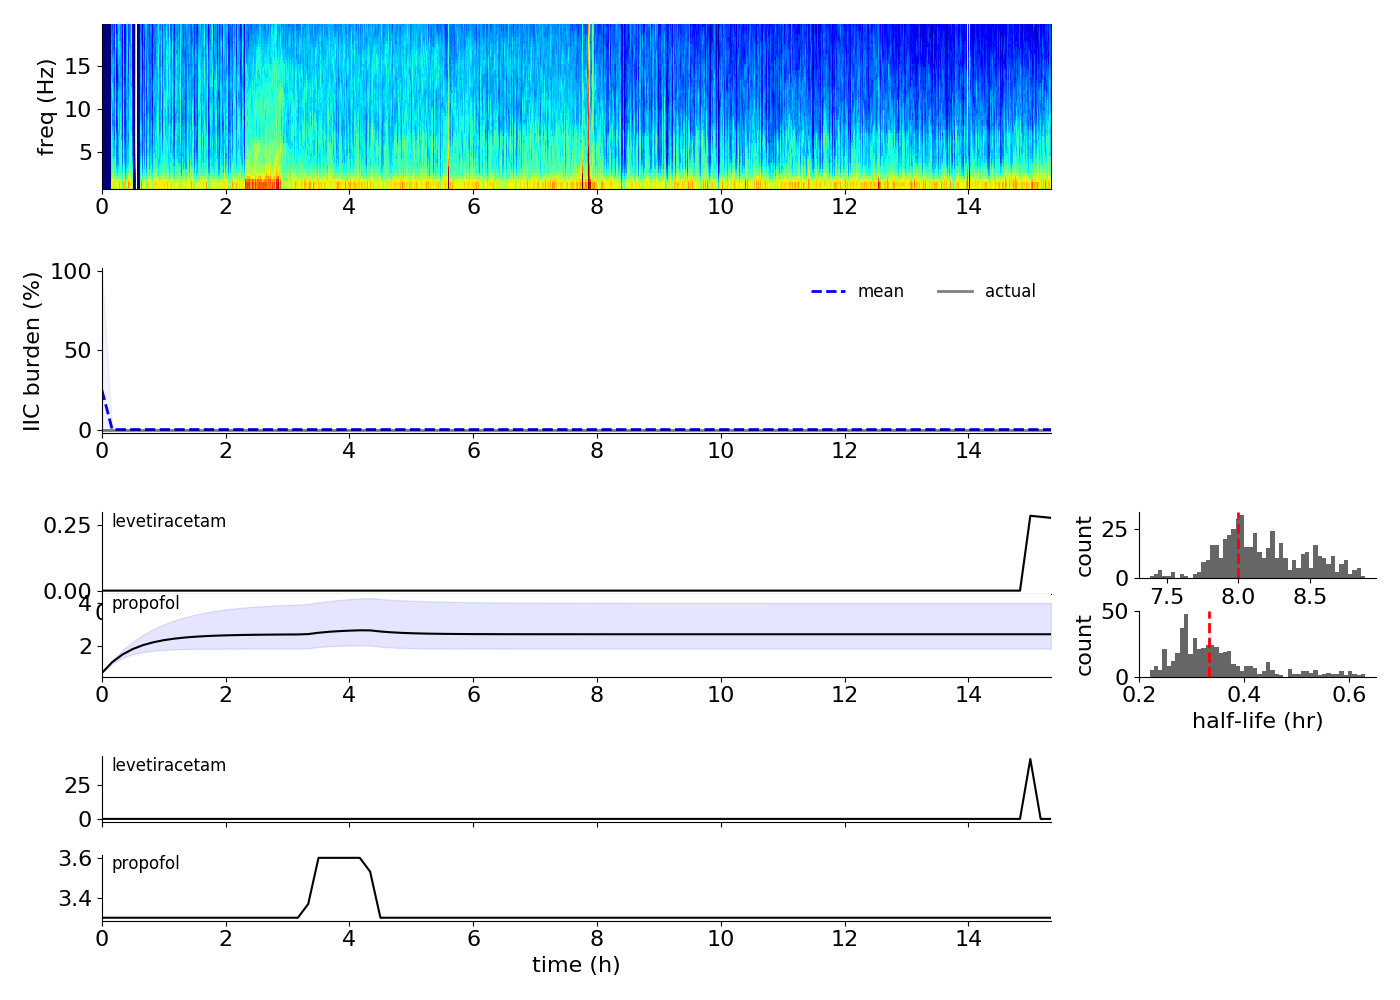 freq (Hz)
15
10
5
0 2 4 6 8 10 12 14
IIC burden (%)
100
50
0
mean actual
0 2 4 6 8 10 12 14
levetiracetam
0.25
0.00
0
count
25
0
7.5 8.0 8.5
propofol
4
2
0 2 4 6 8 10 12 14
count
50
0
0.2 0.4 0.6
half-life (hr)
levetiracetam
25
0
propofol
3.6
3.4
0 2 4 6 8 10 12 14
time (h)